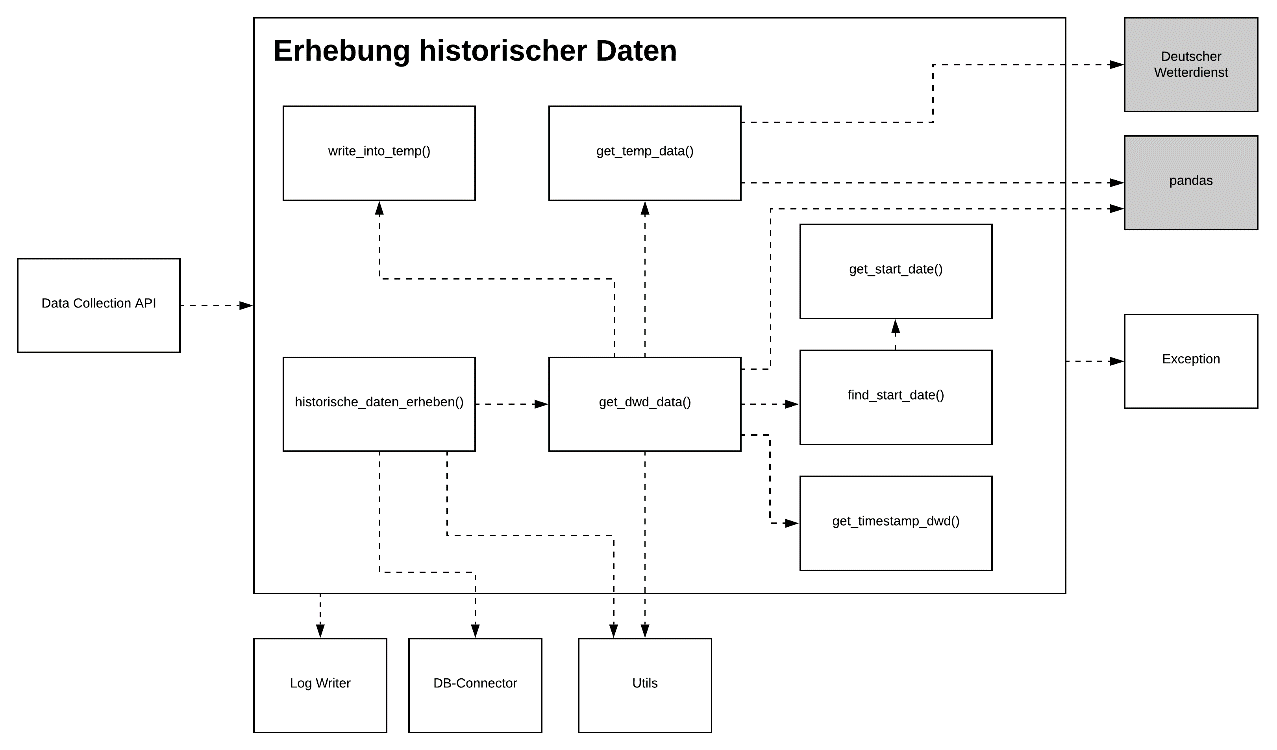 Erhebung historischer Daten
Deutscher
Wetterdienst
write_into_temp()
get_temp_data()
pandas
get_start_date()
Data Collection API
Exception
historische_daten_erheben()
get_dwd_data()
find_start_date()
get_timestamp_dwd()
Log Writer
DB-Connector
Utils